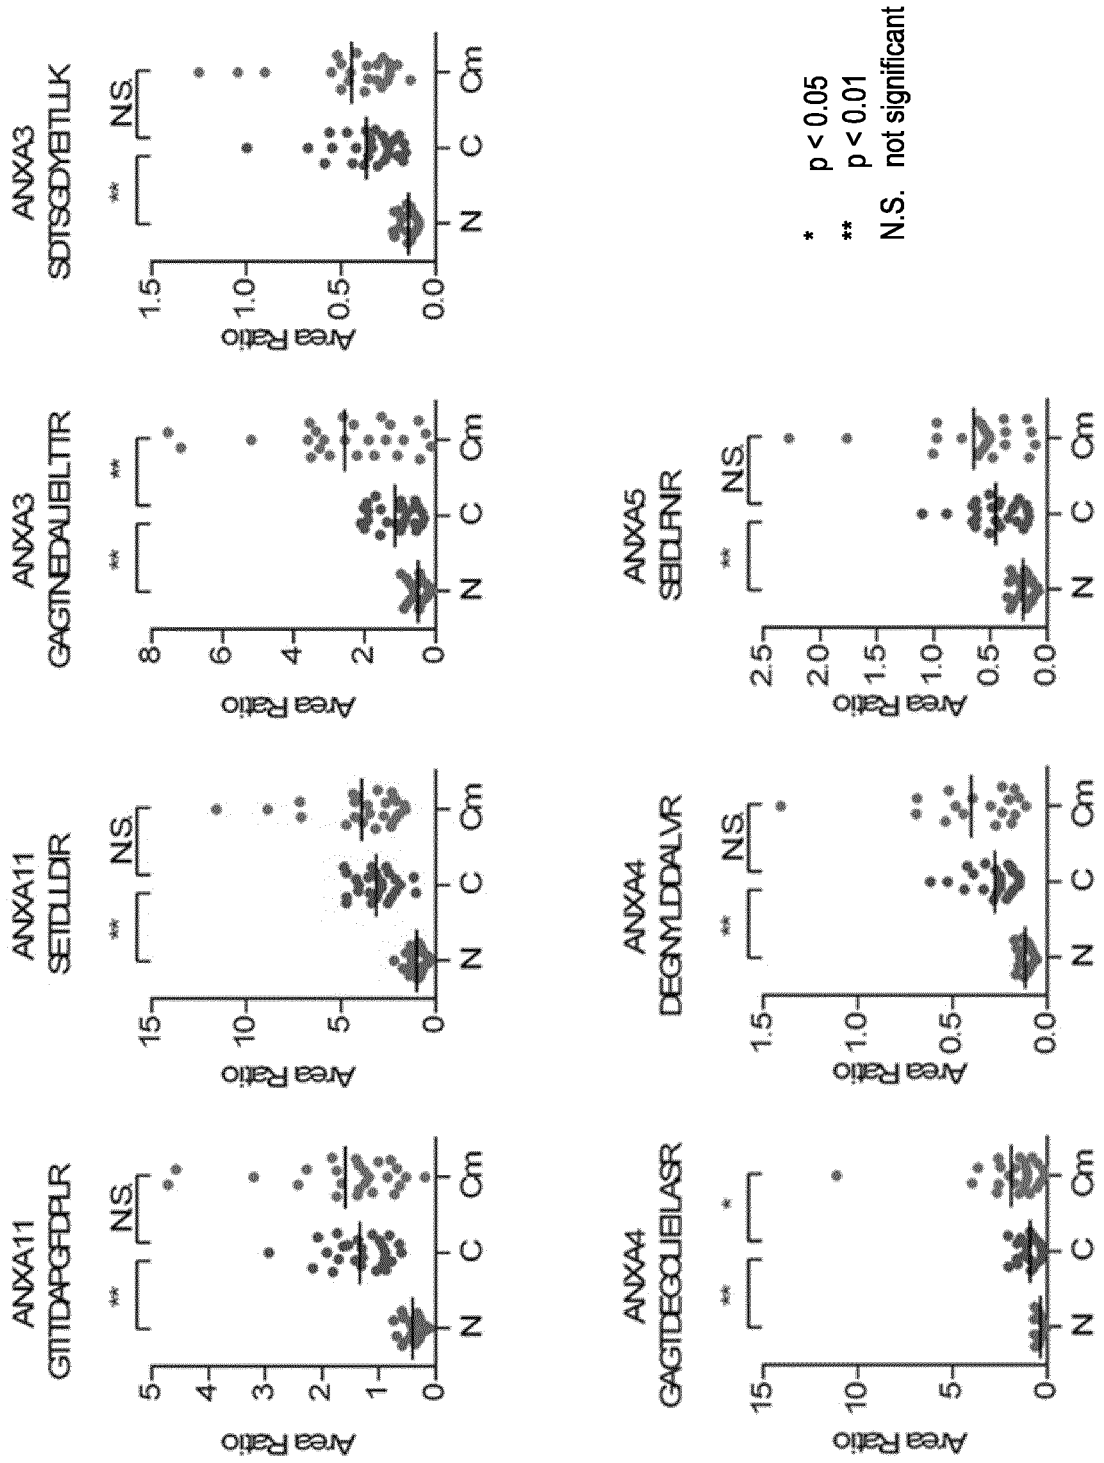 ANXA11
GTITDAPGFDPLR
Area Ratio
5
4
3
2
1
0
**
N.S.
N
C
Cm
ANXA11
SETDLLDIR
Area Ratio
15
10
5
0
**
N.S.
N
C
Cm
ANXA3
GAGTNEDALIEILTTR
Area Ratio
8
6
4
2
0
**
**
N
C
Cm
ANXA3
SDTSGDYEITLLK
Area Ratio
1.5
1.0
0.5
0.0
**
N.S.
N
C
Cm
ANXA4
GAGTDEGCLIEILASR
Area Ratio
15
10
5
0
**
*
N
C
Cm
ANXA4
DEGNYLDDALVR
Area Ratio
1.5
1.0
0.5
0.0
**
N.S.
N
C
Cm
ANXA5
SEIDLFNIR
Area Ratio
2.5
2.0
1.5
1.0
0.5
0.0
**
N.S.
N
C
Cm
* p < 0.05
** p < 0.01
N.S. not significant